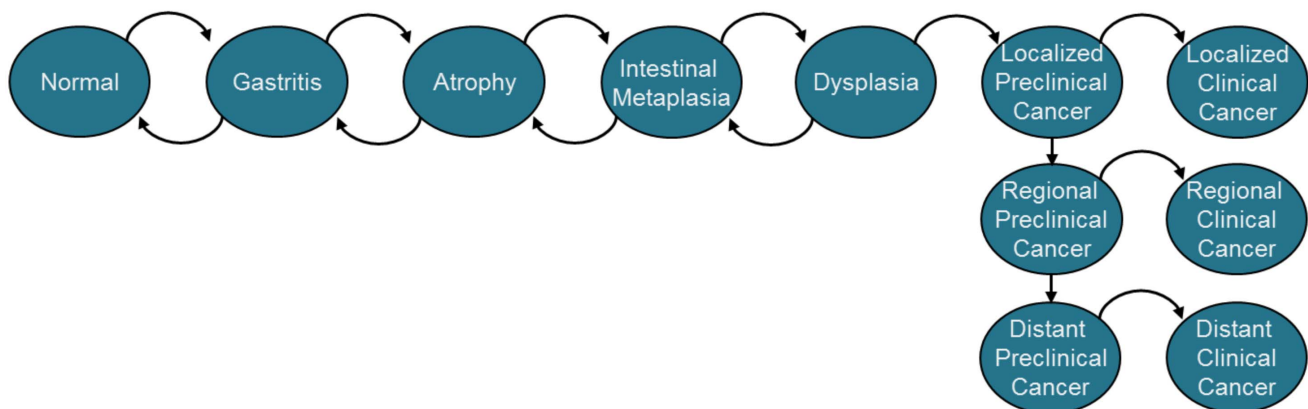 Normal
Gastritis
Atrophy
Intestinal
Metaplasia
Dysplasia
Localized
Preclinical
Cancer
Localized
Clinical
Cancer
Regional
Preclinical
Cancer
Regional
Clinical
Cancer
Distant
Preclinical
Cancer
Distant
Clinical
Cancer